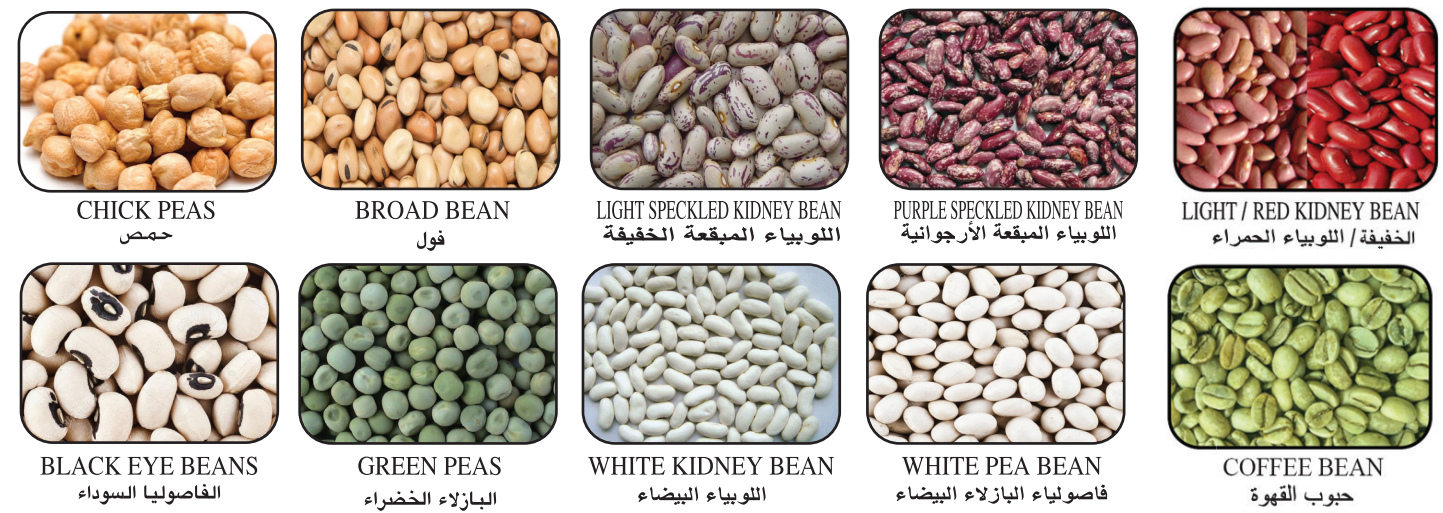 CHICK PEAS
حمص
BROAD BEAN
فول
LIGHT SPECKLED KIDNEY BEAN
اللوبياء المبقعة الخفيفة
PURPLE SPECKLED KIDNEY BEAN
اللوبياء المبقعة الأرجوانية
LIGHT / RED KIDNEY BEAN
الخفيفة / اللوبياء الحمراء
BLACK EYE BEANS
الفاصوليا السوداء
GREEN PEAS
البازلاء الخضراء
WHITE KIDNEY BEAN
اللوبياء البيضاء
WHITE PEA BEAN
فاصولياء البازلاء البيضاء
COFFEE BEAN
حبوب القهوة